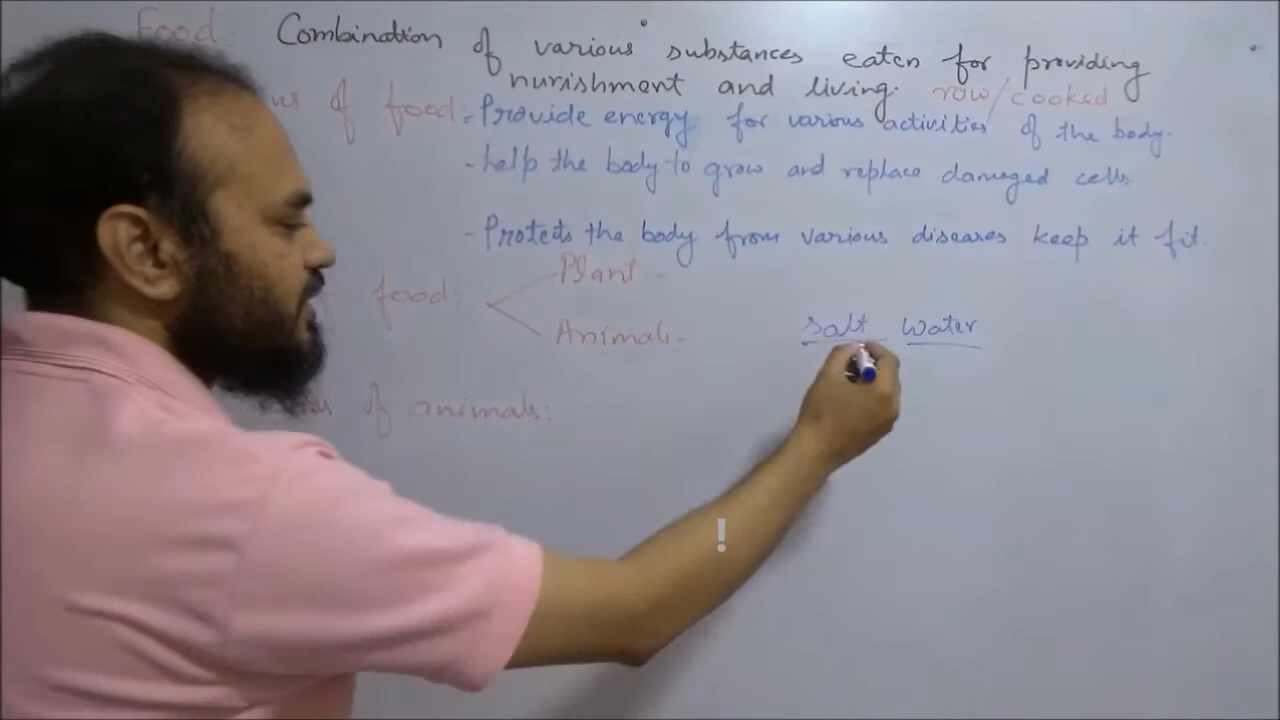 Food: Combination of various substances eaten for providing
nurishment and living. row/cooked
of food: - Provide energy for various activities of the body.
- help the body to grow and replace damaged cells
- Protects the body from various diseases keep it fit.
food: Plant
Animals
Salt Water
of animals:
!